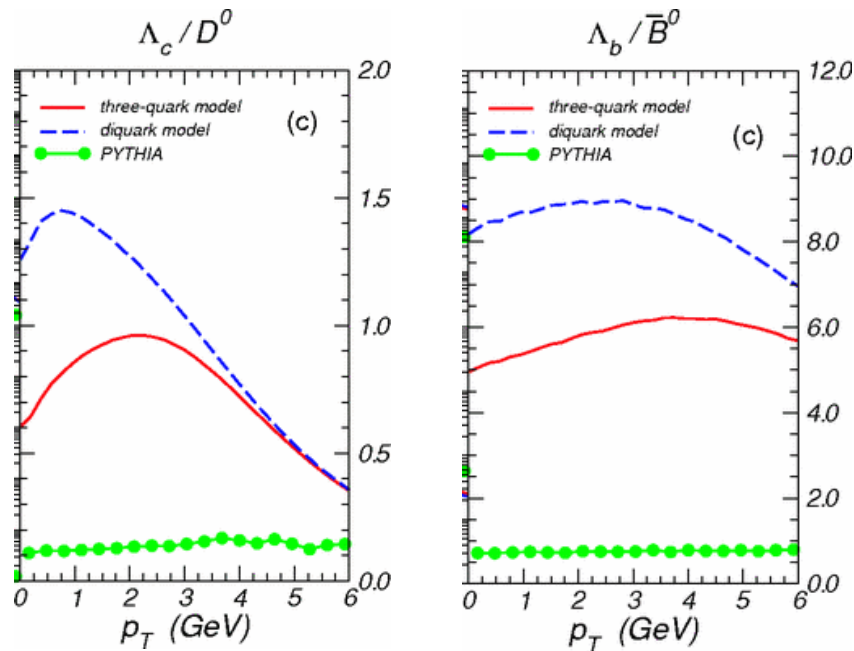 Λc/D⁰
2.0
three-quark model
diquark model
PYTHIA
(c)
1.5
1.0
0.5
0.0
0 1 2 3 4 5 6
pT (GeV)
Λb/B̅⁰
12.0
three-quark model
diquark model
PYTHIA
(c)
10.0
9.0
8.0
6.0
4.0
2.0
0.0
0 1 2 3 4 5 6
pT (GeV)